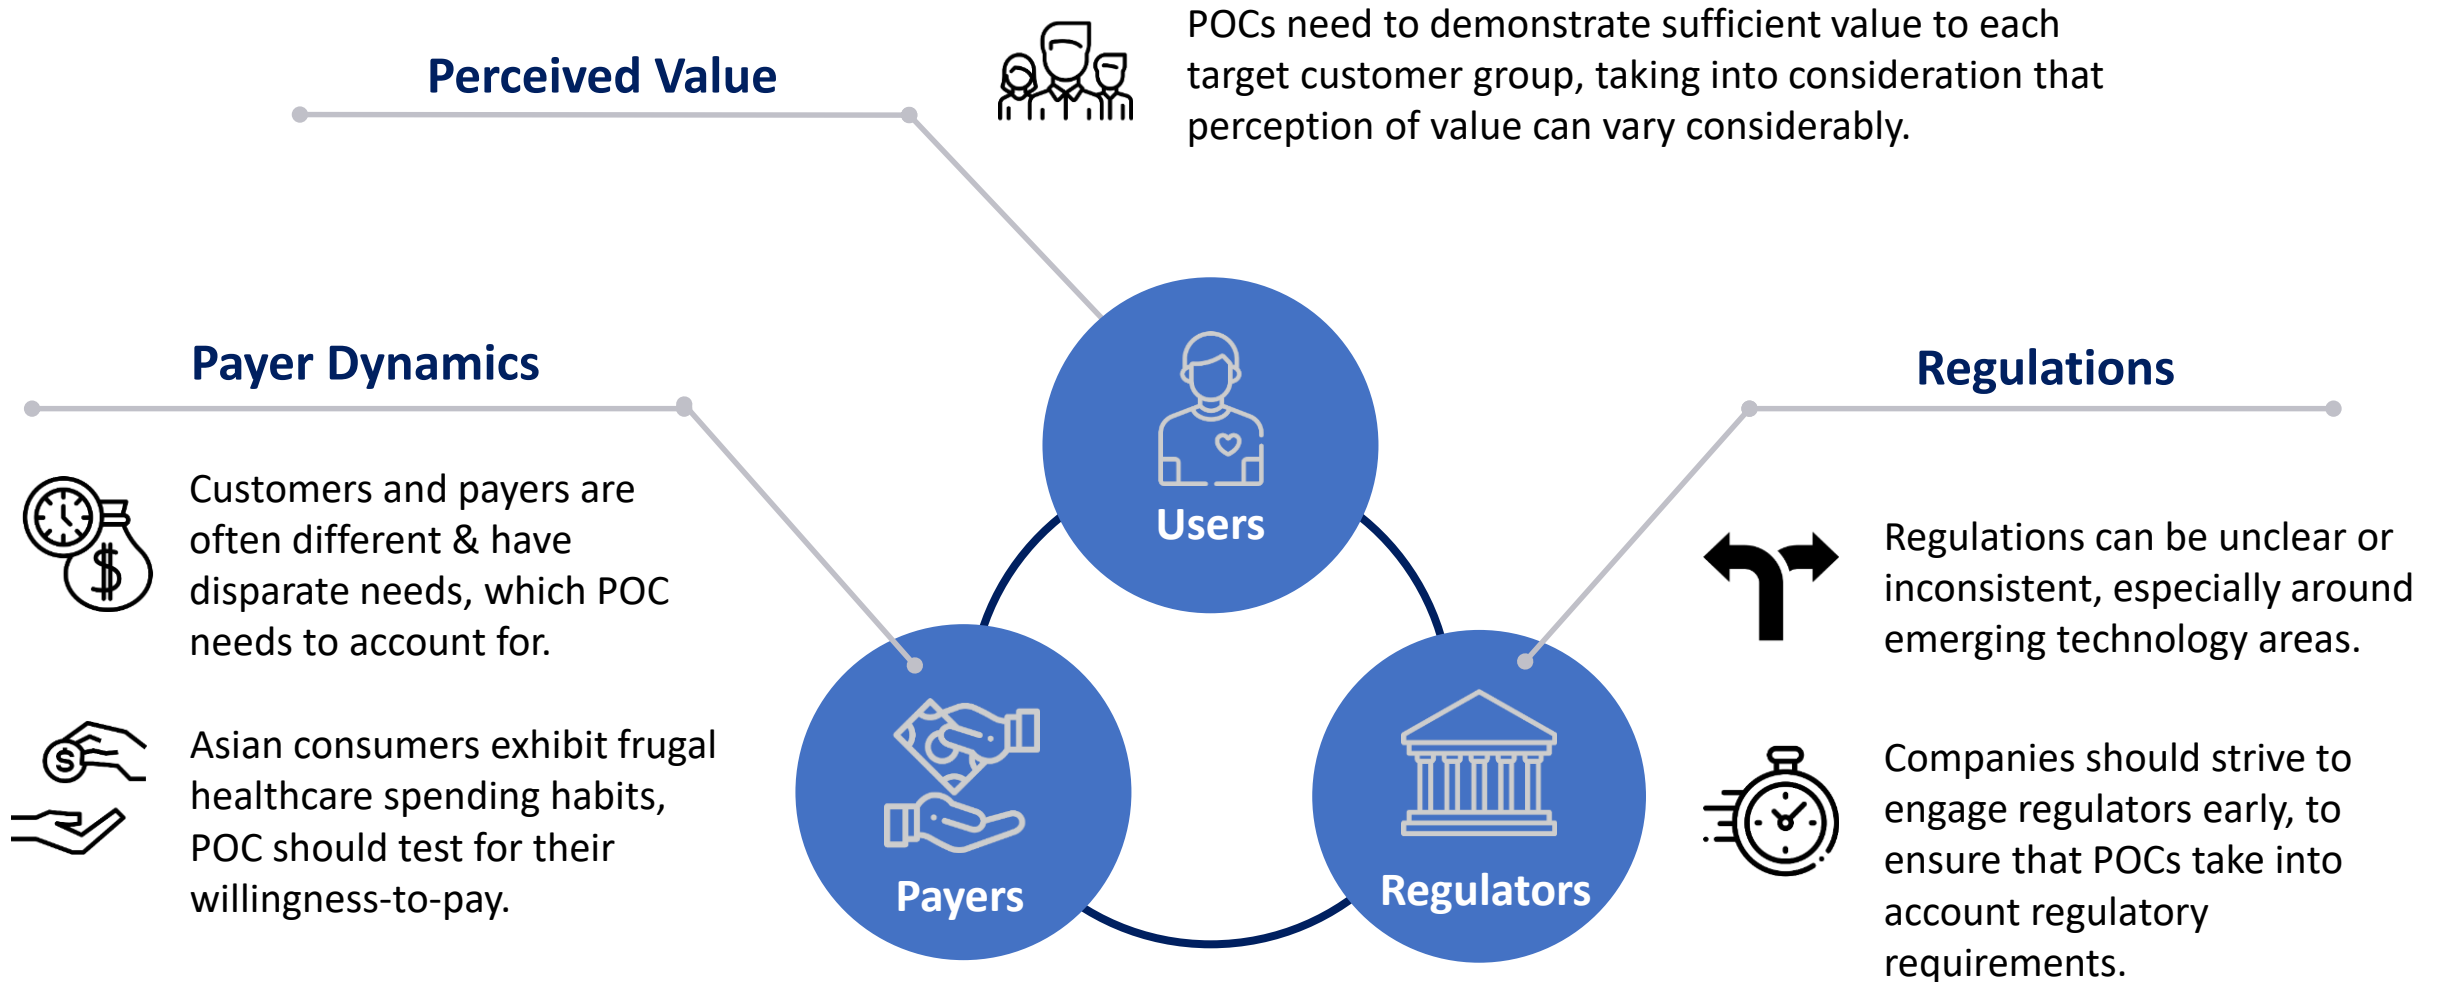 Perceived Value
POCs need to demonstrate sufficient value to each
target customer group, taking into consideration that
perception of value can vary considerably.
Payer Dynamics
Customers and payers are
often different & have
disparate needs, which POC
needs to account for.
Asian consumers exhibit frugal
healthcare spending habits,
POC should test for their
willingness-to-pay.
Users
Payers
Regulators
Regulations
Regulations can be unclear or
inconsistent, especially around
emerging technology areas.
Companies should strive to
engage regulators early, to
ensure that POCs take into
account regulatory
requirements.
$
$